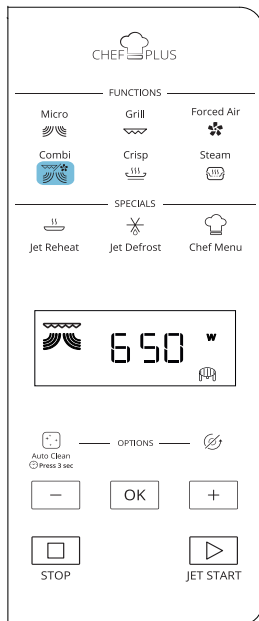 CHEF PLUS
FUNCTIONS
Micro Grill Forced Air
Combi Crisp Steam
SPECIALS
Jet Reheat Jet Defrost Chef Menu
650 W
Auto Clean
Press 3 sec
OPTIONS
− OK +
STOP JET START